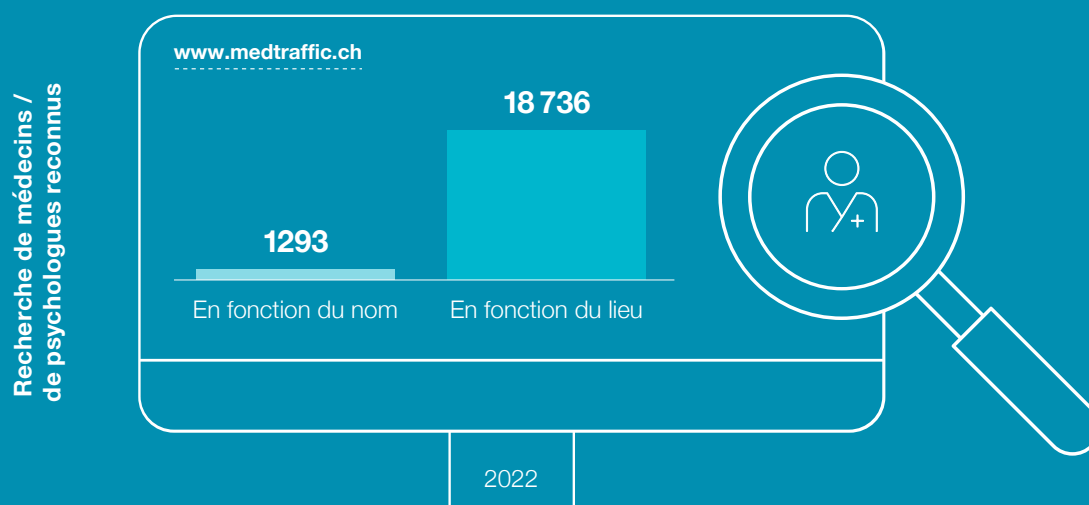 Recherche de médecins /
de psychologues reconnus
www.medtraffic.ch
18 736
1293
En fonction du nom
En fonction du lieu
2022